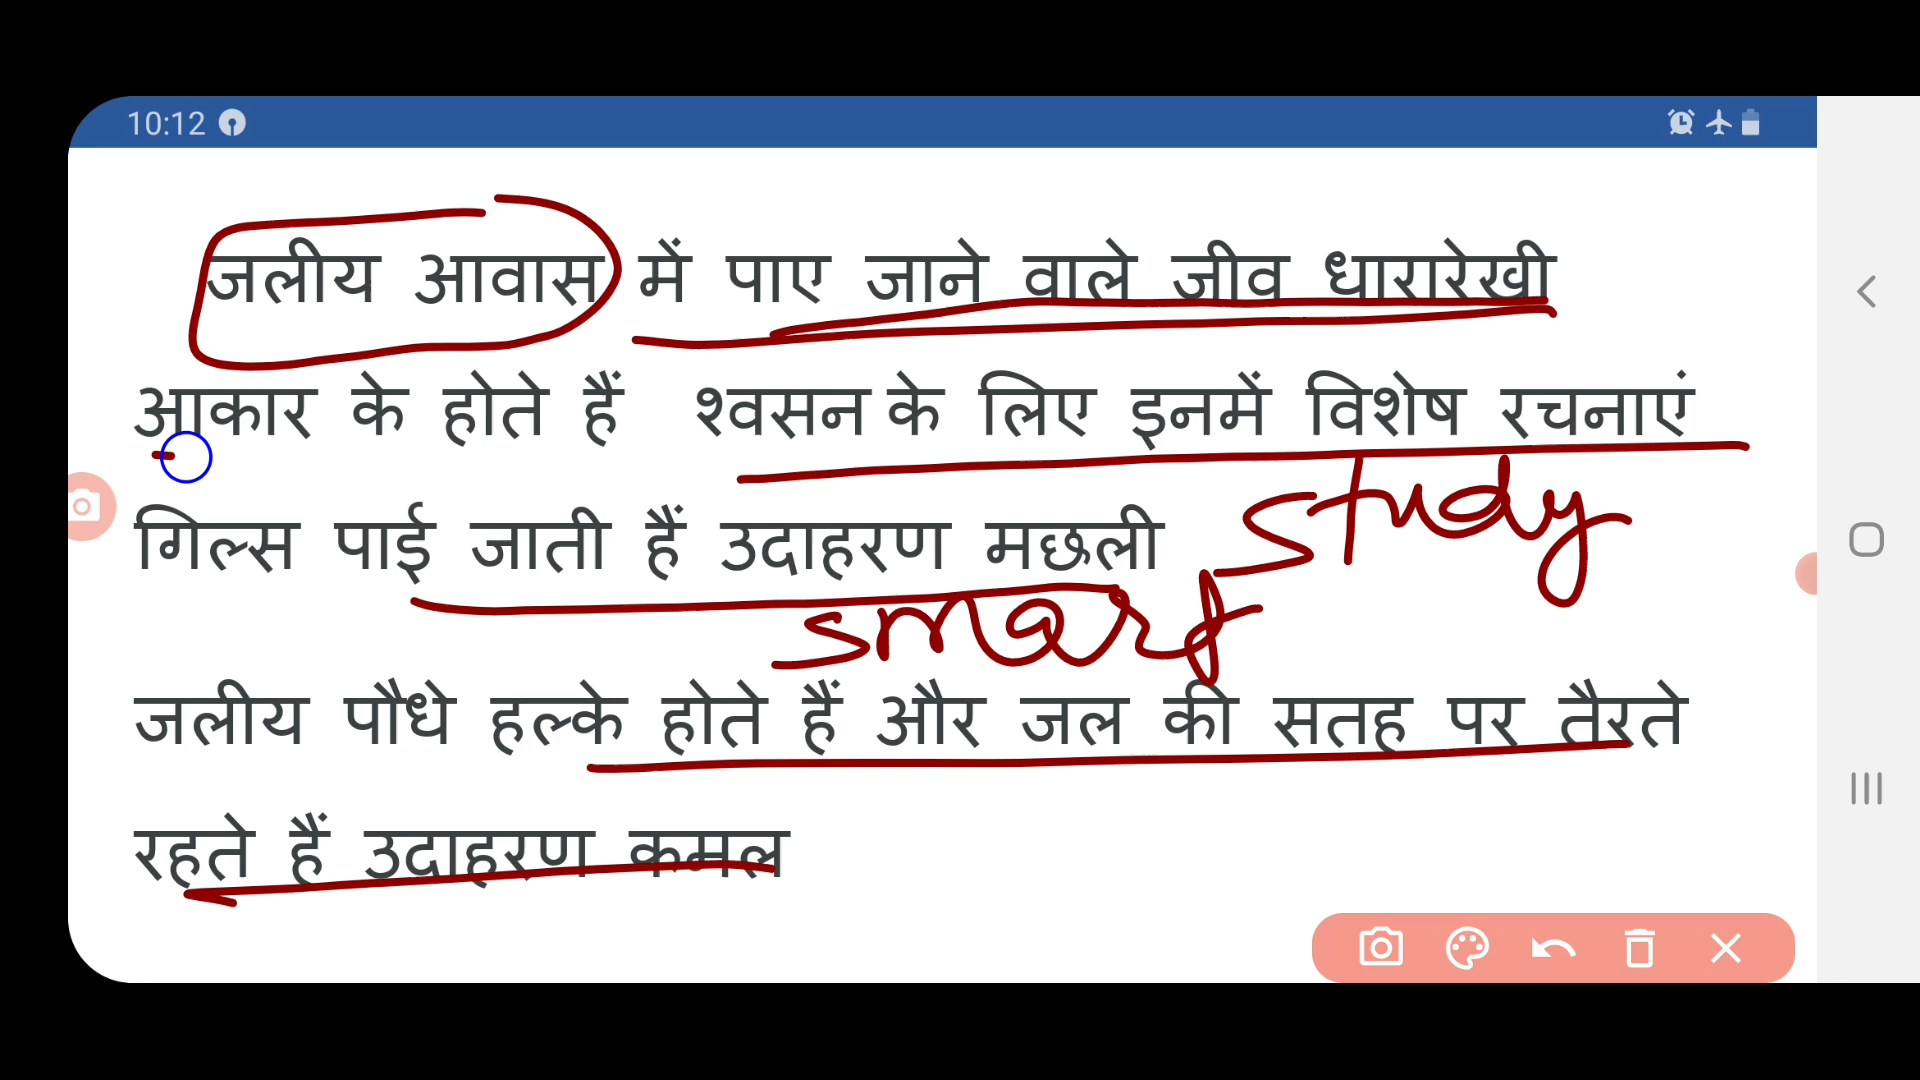 10:12
जलीय आवास में पाए जाने वाले जीव धारारेखी
आकार के होते हैं श्वसन के लिए इनमें विशेष रचनाएं
गिल्स पाई जाती हैं उदाहरण मछली
study
smart
जलीय पौधे हल्के होते हैं और जल की सतह पर तैरते
रहते हैं उदाहरण कमल